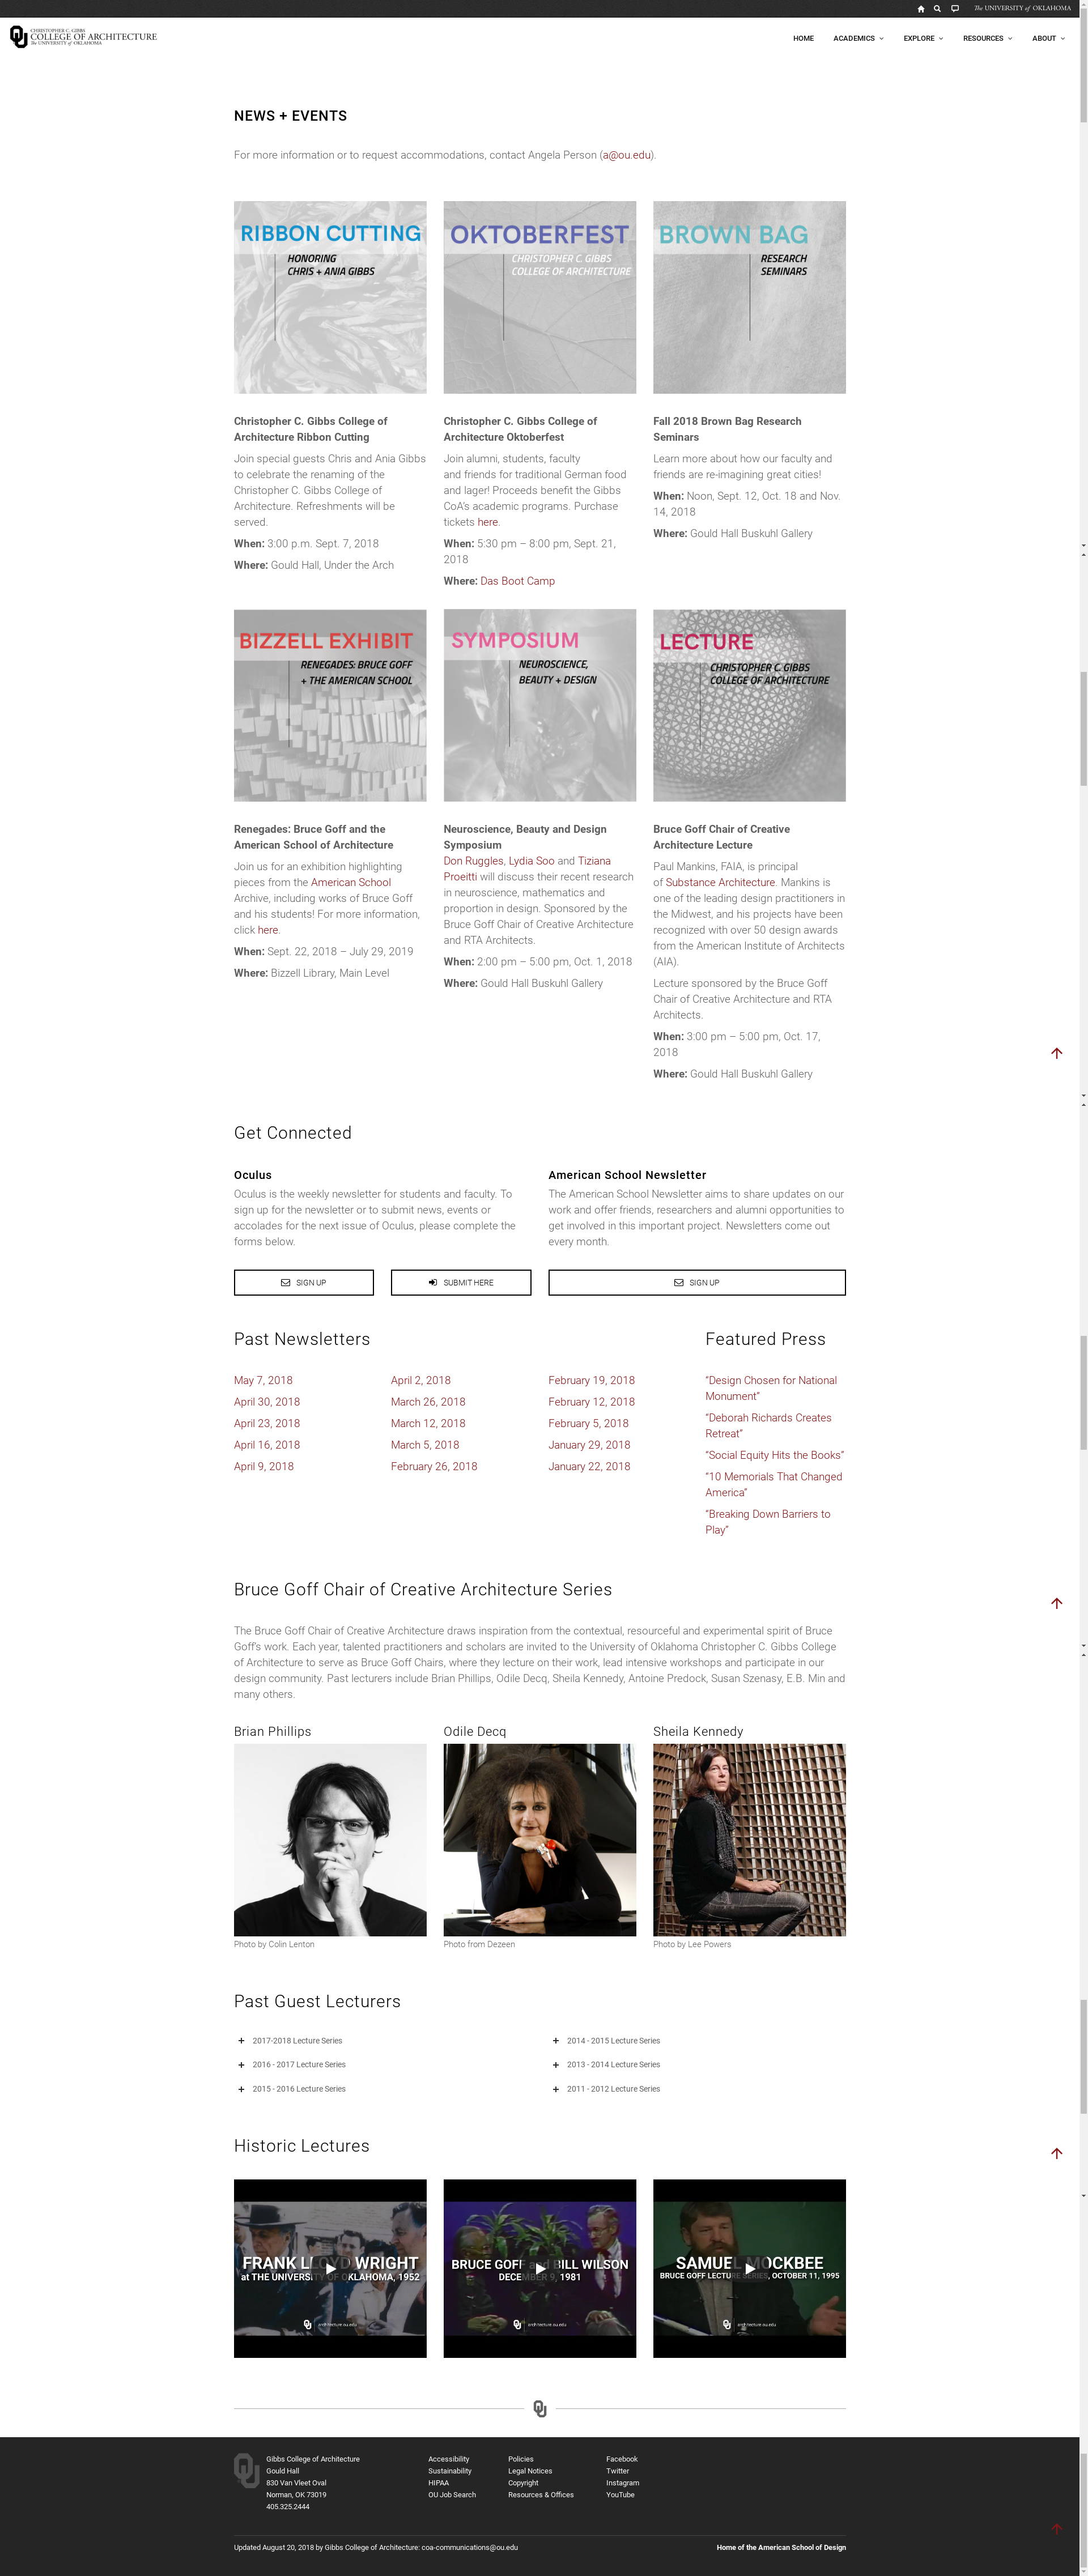 The UNIVERSITY of OKLAHOMA
CHRISTOPHER C. GIBBS
COLLEGE OF ARCHITECTURE
The UNIVERSITY of OKLAHOMA
HOME
ACADEMICS
EXPLORE
RESOURCES
ABOUT
NEWS + EVENTS
For more information or to request accommodations, contact Angela Person (a@ou.edu).
RIBBON CUTTING
HONORING
CHRIS + ANIA GIBBS
OKTOBERFEST
CHRISTOPHER C. GIBBS
COLLEGE OF ARCHITECTURE
BROWN BAG
RESEARCH
SEMINARS
Christopher C. Gibbs College of
Architecture Ribbon Cutting
Join special guests Chris and Ania Gibbs
to celebrate the renaming of the
Christopher C. Gibbs College of
Architecture. Refreshments will be
served.
When: 3:00 p.m. Sept. 7, 2018
Where: Gould Hall, Under the Arch
Christopher C. Gibbs College of
Architecture Oktoberfest
Join alumni, students, faculty
and friends for traditional German food
and lager! Proceeds benefit the Gibbs
CoA's academic programs. Purchase
tickets here.
When: 5:30 pm – 8:00 pm, Sept. 21,
2018
Where: Das Boot Camp
Fall 2018 Brown Bag Research
Seminars
Learn more about how our faculty and
friends are re-imagining great cities!
When: Noon, Sept. 12, Oct. 18 and Nov.
14, 2018
Where: Gould Hall Buskuhl Gallery
BIZZELL EXHIBIT
RENEGADES: BRUCE GOFF
+ THE AMERICAN SCHOOL
SYMPOSIUM
NEUROSCIENCE,
BEAUTY + DESIGN
LECTURE
CHRISTOPHER C. GIBBS
COLLEGE OF ARCHITECTURE
Renegades: Bruce Goff and the
American School of Architecture
Join us for an exhibition highlighting
pieces from the American School
Archive, including works of Bruce Goff
and his students! For more information,
click here.
When: Sept. 22, 2018 – July 29, 2019
Where: Bizzell Library, Main Level
Neuroscience, Beauty and Design
Symposium
Don Ruggles, Lydia Soo and Tiziana
Proeitti will discuss their recent research
in neuroscience, mathematics and
proportion in design. Sponsored by the
Bruce Goff Chair of Creative Architecture
and RTA Architects.
When: 2:00 pm – 5:00 pm, Oct. 1, 2018
Where: Gould Hall Buskuhl Gallery
Bruce Goff Chair of Creative
Architecture Lecture
Paul Mankins, FAIA, is principal
of Substance Architecture. Mankins is
one of the leading design practitioners in
the Midwest, and his projects have been
recognized with over 50 design awards
from the American Institute of Architects
(AIA).
Lecture sponsored by the Bruce Goff
Chair of Creative Architecture and RTA
Architects.
When: 3:00 pm – 5:00 pm, Oct. 17,
2018
Where: Gould Hall Buskuhl Gallery
Get Connected
Oculus
Oculus is the weekly newsletter for students and faculty. To
sign up for the newsletter or to submit news, events or
accolades for the next issue of Oculus, please complete the
forms below.
SIGN UP
SUBMIT HERE
American School Newsletter
The American School Newsletter aims to share updates on our
work and offer friends, researchers and alumni opportunities to
get involved in this important project. Newsletters come out
every month.
SIGN UP
Past Newsletters
May 7, 2018
April 30, 2018
April 23, 2018
April 16, 2018
April 9, 2018
April 2, 2018
March 26, 2018
March 12, 2018
March 5, 2018
February 26, 2018
February 19, 2018
February 12, 2018
February 5, 2018
January 29, 2018
January 22, 2018
Featured Press
“Design Chosen for National
Monument”
“Deborah Richards Creates
Retreat”
“Social Equity Hits the Books”
“10 Memorials That Changed
America”
“Breaking Down Barriers to
Play”
Bruce Goff Chair of Creative Architecture Series
The Bruce Goff Chair of Creative Architecture draws inspiration from the contextual, resourceful and experimental spirit of Bruce
Goff's work. Each year, talented practitioners and scholars are invited to the University of Oklahoma Christopher C. Gibbs College
of Architecture to serve as Bruce Goff Chairs, where they lecture on their work, lead intensive workshops and participate in our
design community. Past lecturers include Brian Phillips, Odile Decq, Sheila Kennedy, Antoine Predock, Susan Szenasy, E.B. Min and
many others.
Brian Phillips
Odile Decq
Sheila Kennedy
Photo by Colin Lenton
Photo from Dezeen
Photo by Lee Powers
Past Guest Lecturers
2017-2018 Lecture Series
2016 - 2017 Lecture Series
2015 - 2016 Lecture Series
2014 - 2015 Lecture Series
2013 - 2014 Lecture Series
2011 - 2012 Lecture Series
Historic Lectures
FRANK LLOYD WRIGHT
at THE UNIVERSITY OF OKLAHOMA, 1952
architecture.ou.edu
BRUCE GOFF and BILL WILSON
DECEMBER 9, 1981
architecture.ou.edu
SAMUEL MOCKBEE
BRUCE GOFF LECTURE SERIES, OCTOBER 11, 1995
architecture.ou.edu
Gibbs College of Architecture
Gould Hall
830 Van Vleet Oval
Norman, OK 73019
405.325.2444
Accessibility
Sustainability
HIPAA
OU Job Search
Policies
Legal Notices
Copyright
Resources & Offices
Facebook
Twitter
Instagram
YouTube
Updated August 20, 2018 by Gibbs College of Architecture: coa-communications@ou.edu
Home of the American School of Design